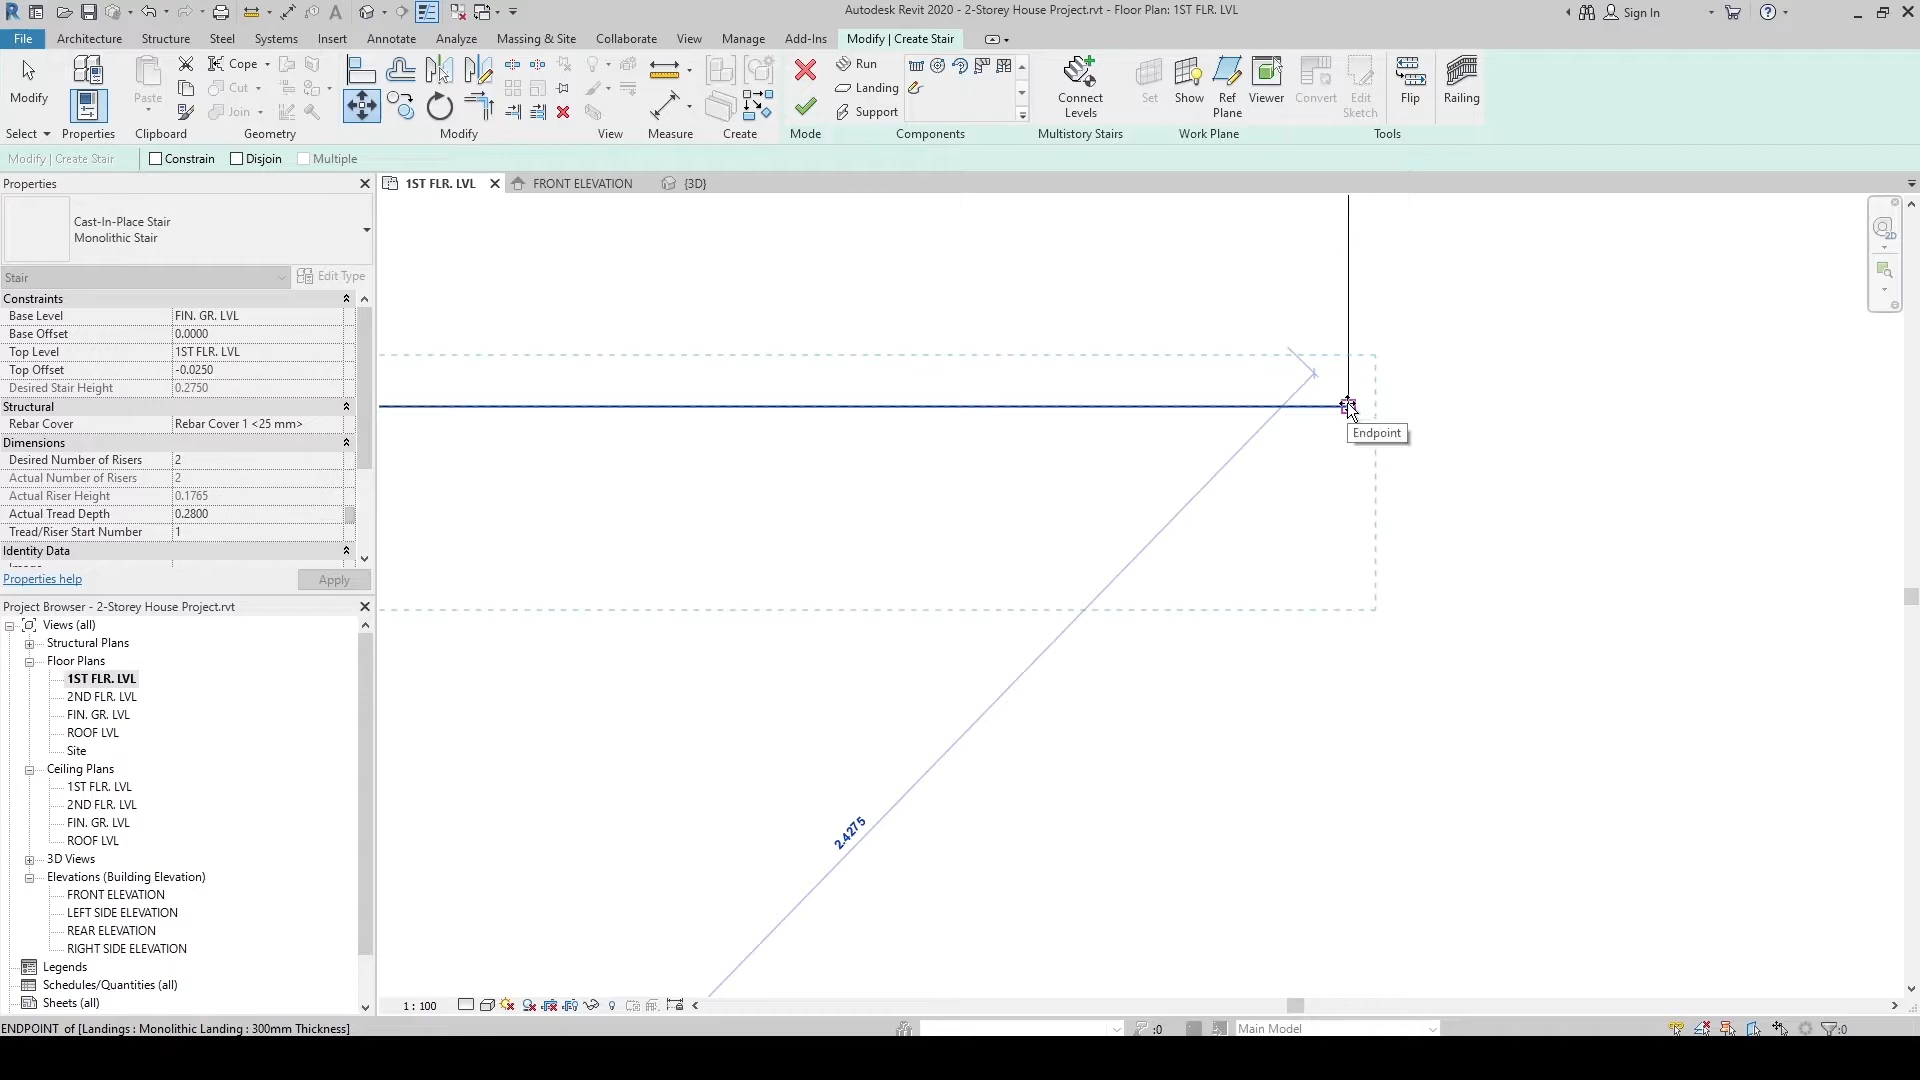 Autodesk Revit 2020 - 2-Storey House Project.rvt - Floor Plan: 1ST FLR. LVL
Sign In
File
Architecture
Structure
Steel
Systems
Insert
Annotate
Analyze
Massing & Site
Collaborate
View
Manage
Add-Ins
Modify | Create Stair
Modify
Paste
Cope
Cut
Join
Run
Landing
Support
Connect
Levels
Set
Show
Ref
Plane
Viewer
Convert
Edit
Sketch
Flip
Railing
Select
Properties
Clipboard
Geometry
Modify
View
Measure
Create
Mode
Components
Multistory Stairs
Work Plane
Tools
Modify | Create Stair
Constrain
Disjoin
Multiple
Properties
1ST FLR. LVL
FRONT ELEVATION
{3D}
Cast-In-Place Stair
Monolithic Stair
Stair
Edit Type
Constraints
Base Level FIN. GR. LVL
Base Offset 0.0000
Top Level 1ST FLR. LVL
Top Offset -0.0250
Desired Stair Height 0.2750
Structural
Rebar Cover Rebar Cover 1 <25 mm>
Dimensions
Desired Number of Risers 2
Actual Number of Risers 2
Actual Riser Height 0.1765
Actual Tread Depth 0.2800
Tread/Riser Start Number 1
Identity Data
Properties help
Apply
Project Browser - 2-Storey House Project.rvt
Views (all)
Structural Plans
Floor Plans
1ST FLR. LVL
2ND FLR. LVL
FIN. GR. LVL
ROOF LVL
Site
Ceiling Plans
1ST FLR. LVL
2ND FLR. LVL
FIN. GR. LVL
ROOF LVL
3D Views
Elevations (Building Elevation)
FRONT ELEVATION
LEFT SIDE ELEVATION
REAR ELEVATION
RIGHT SIDE ELEVATION
Legends
Schedules/Quantities (all)
Sheets (all)
2D
Endpoint
2.4275
1 : 100
ENDPOINT of [Landings : Monolithic Landing : 300mm Thickness]
:0
Main Model
:0